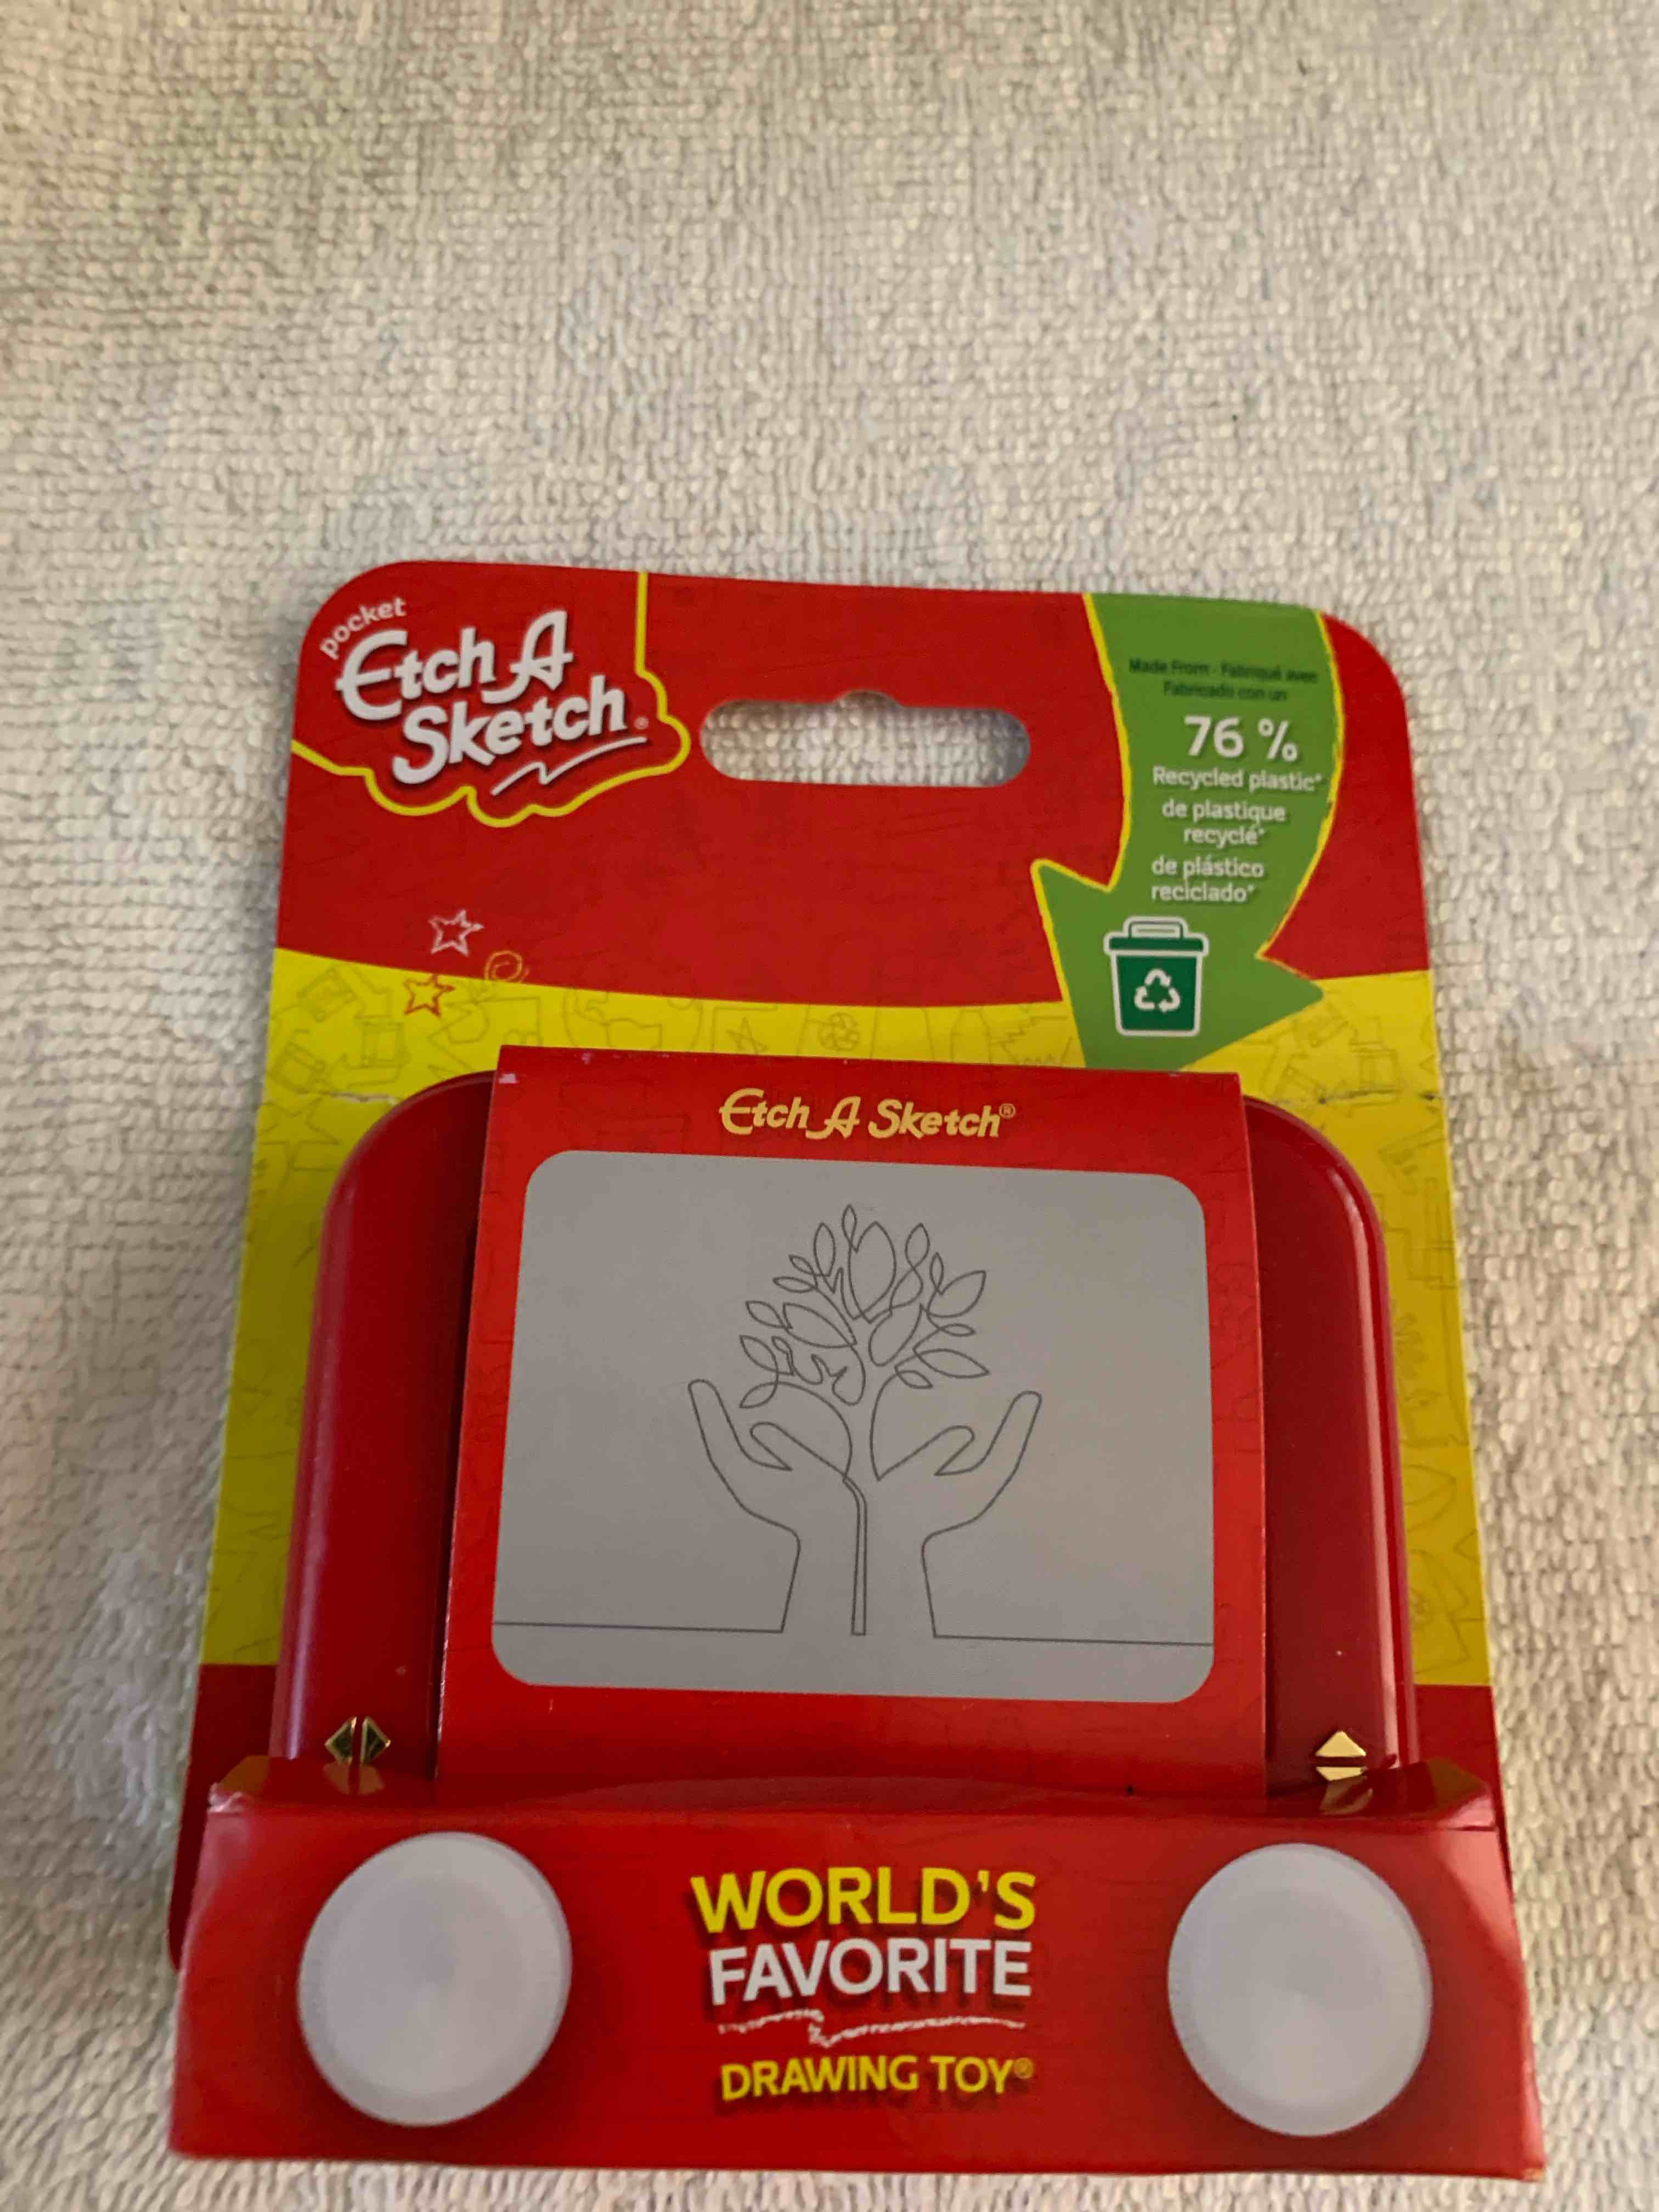 pocket
Etch A
Sketch®
Made From - Fabriqué avec
Fabricado con un
76 %
Recycled plastic*
de plastique
recyclé*
de plástico
reciclado*
Etch A Sketch®
WORLD'S
FAVORITE
DRAWING TOY®